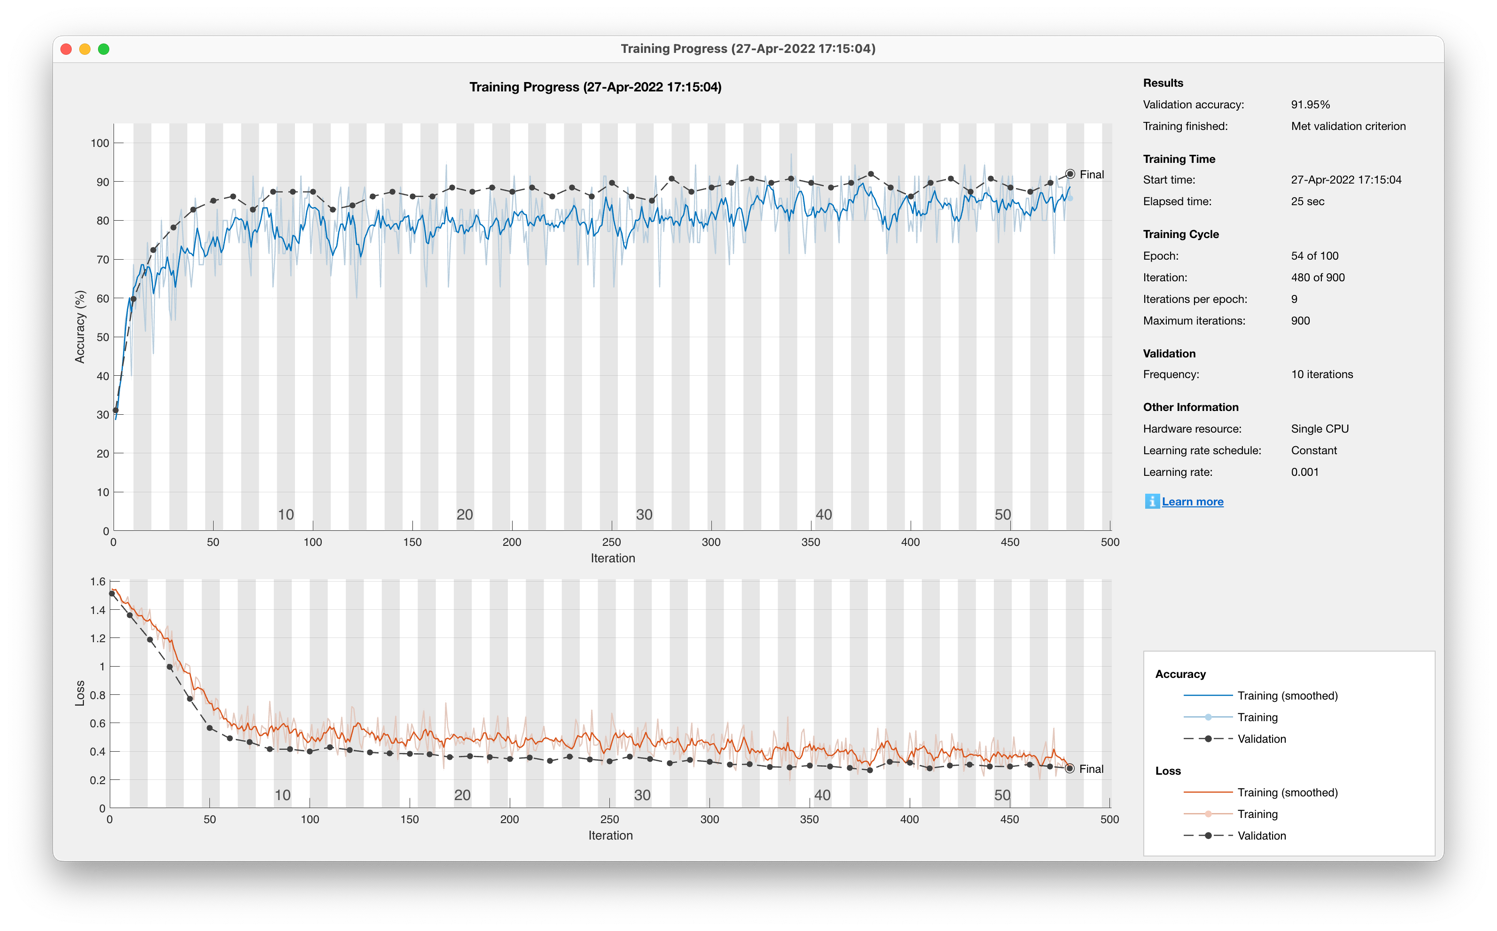 Training Progress (27-Apr-2022 17:15:04)
Training Progress (27-Apr-2022 17:15:04)
100
90
80
70
60
50
40
30
20
10
0
Accuracy (%)
Final
10 20 30 40 50
0 50 100 150 200 250 300 350 400 450 500
Iteration
1.6
1.4
1.2
1
0.8
0.6
0.4
0.2
0
Loss
Final
10 20 30 40 50
0 50 100 150 200 250 300 350 400 450 500
Iteration
Results
Validation accuracy: 91.95%
Training finished: Met validation criterion
Training Time
Start time: 27-Apr-2022 17:15:04
Elapsed time: 25 sec
Training Cycle
Epoch: 54 of 100
Iteration: 480 of 900
Iterations per epoch: 9
Maximum iterations: 900
Validation
Frequency: 10 iterations
Other Information
Hardware resource: Single CPU
Learning rate schedule: Constant
Learning rate: 0.001
i Learn more
Accuracy
Training (smoothed)
Training
Validation
Loss
Training (smoothed)
Training
Validation